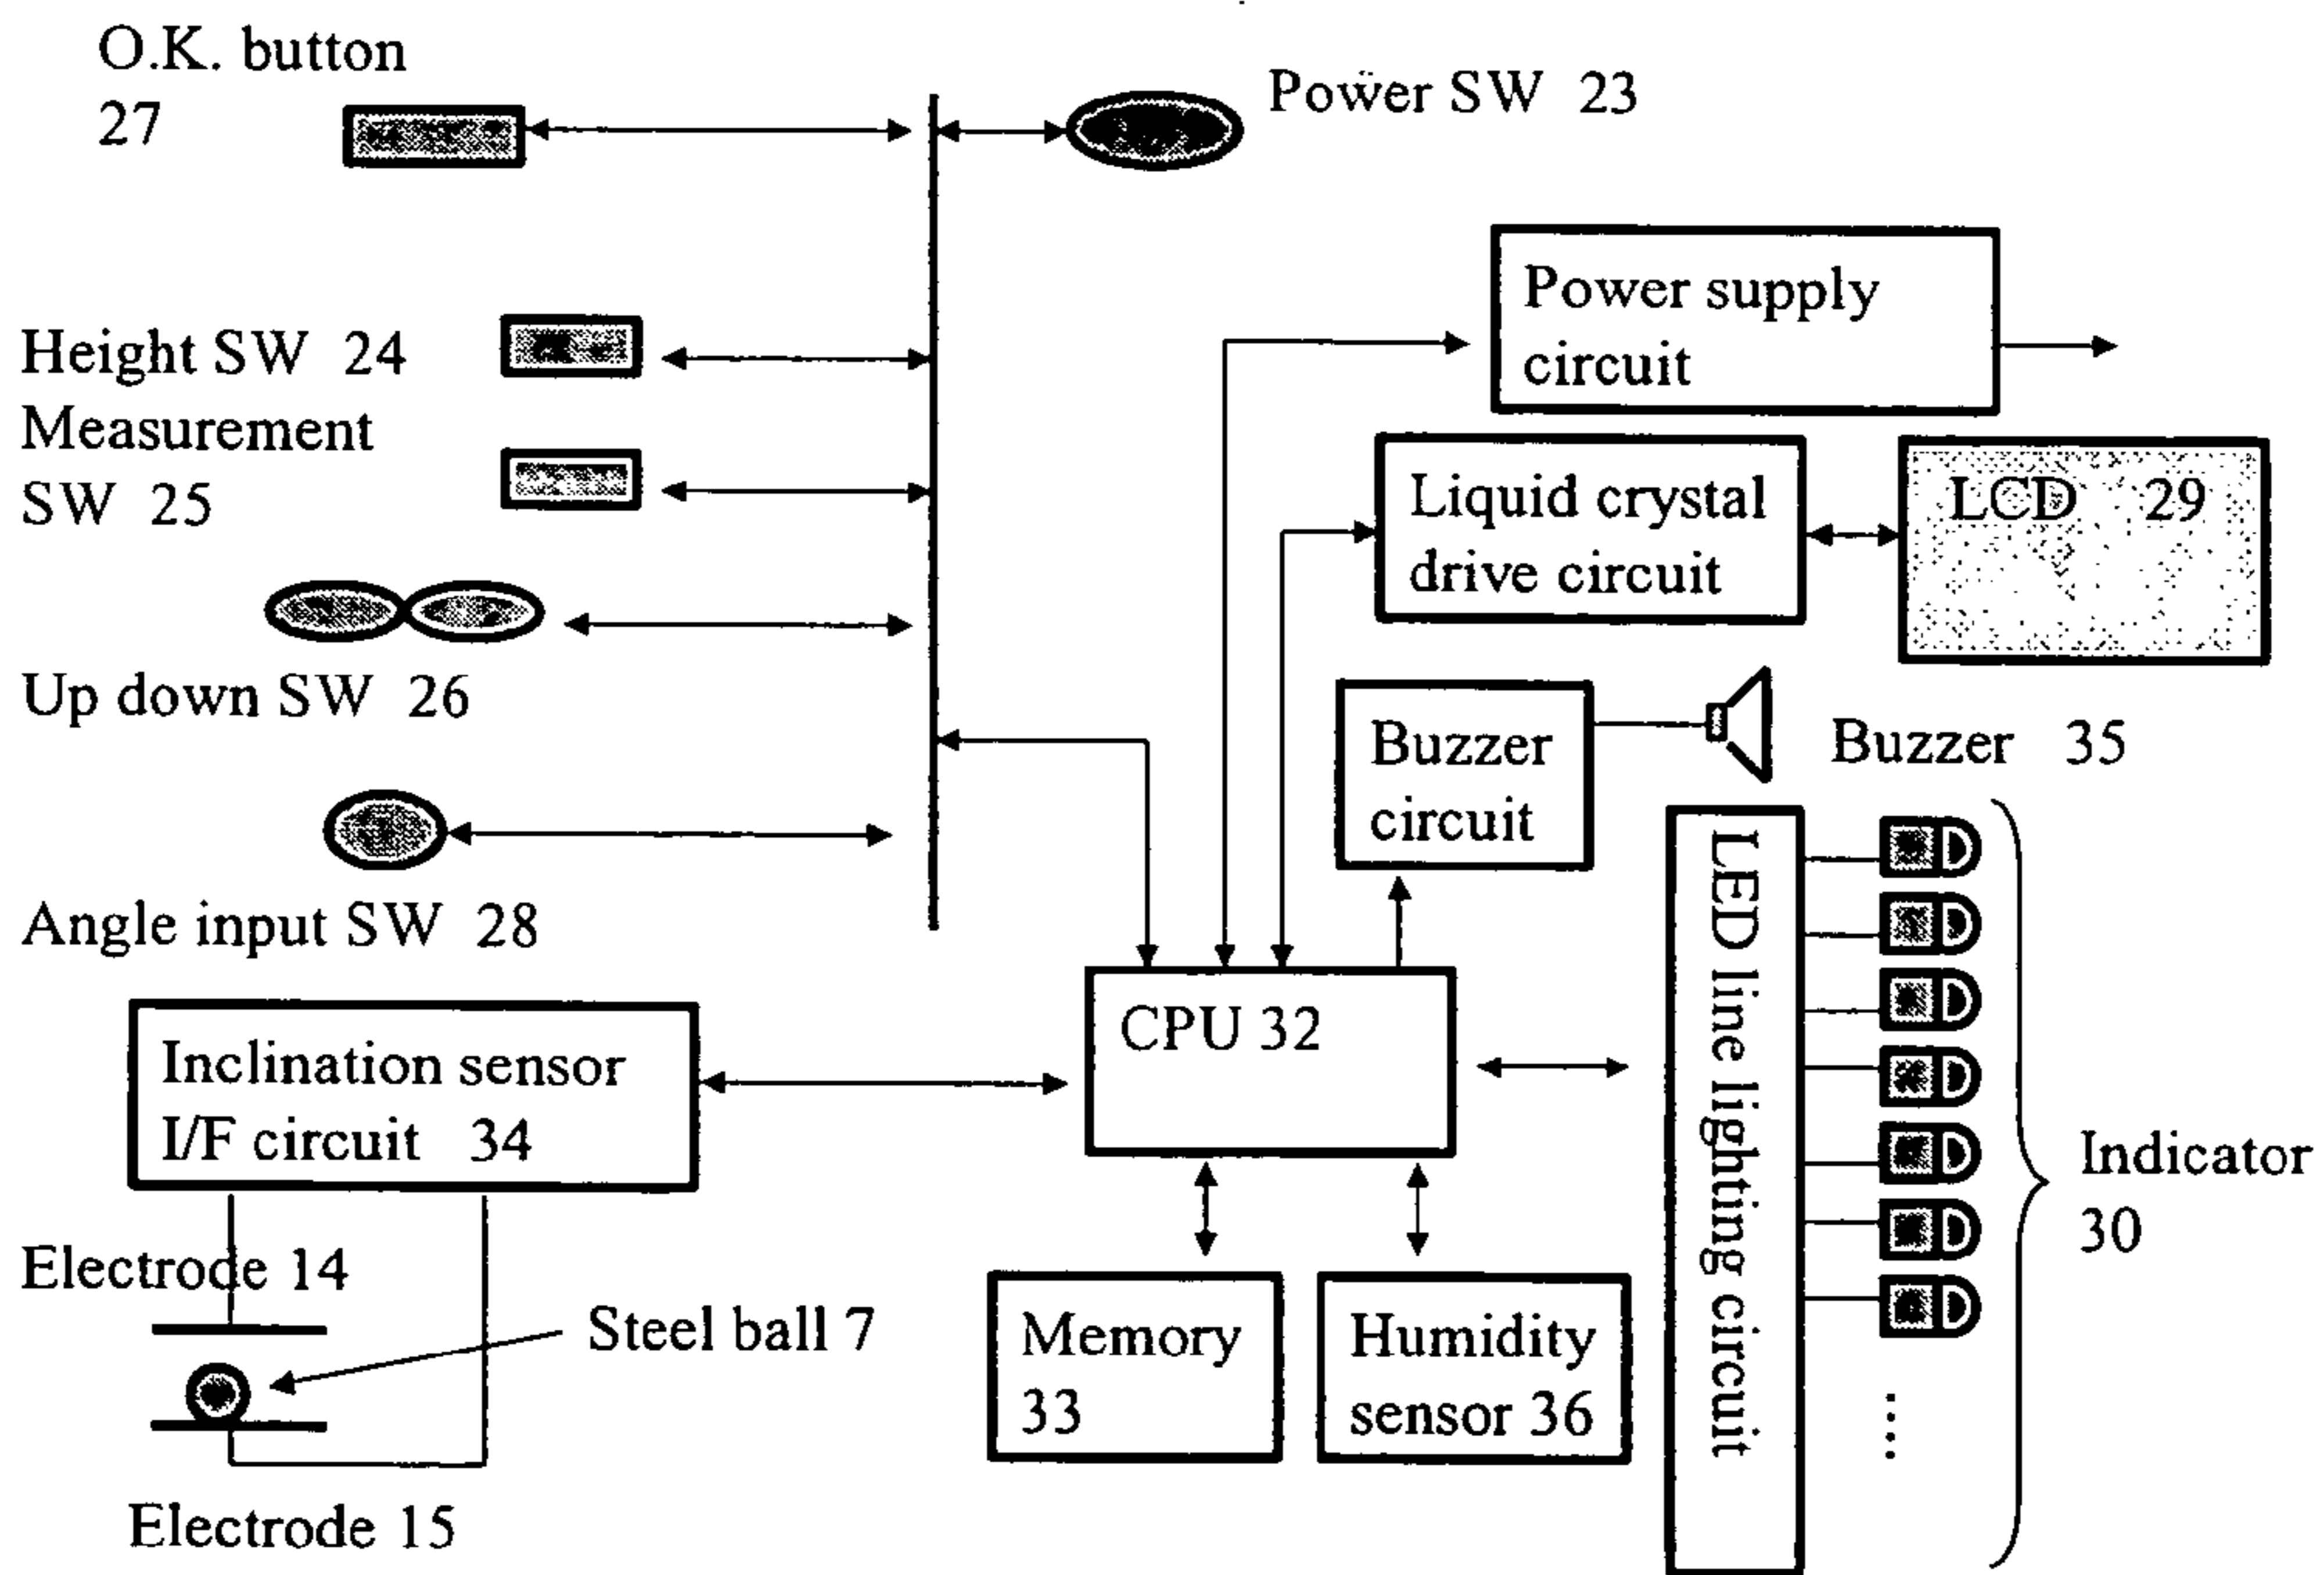 O.K. button
27
Power SW 23
Height SW 24
Measurement
SW 25
Up down SW 26
Angle input SW 28
Power supply
circuit
Liquid crystal
drive circuit
LCD 29
Buzzer
circuit
Buzzer 35
CPU 32
Inclination sensor
I/F circuit 34
Electrode 14
Steel ball 7
Electrode 15
Memory
33
Humidity
sensor 36
LED line lighting circuit
Indicator
30